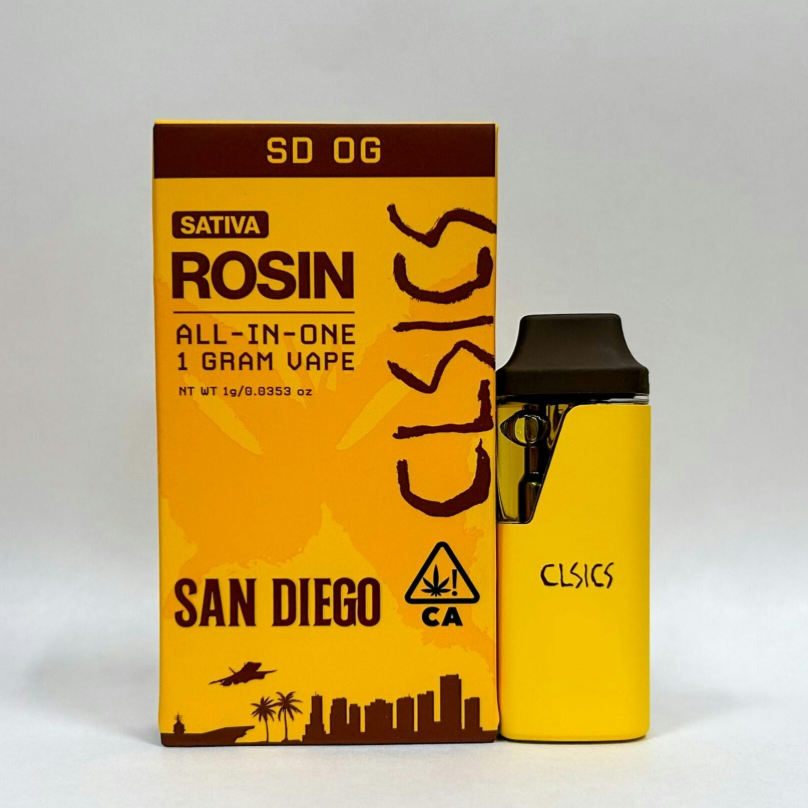 SD OG
SATIVA
ROSIN
ALL-IN-ONE
1 GRAM VAPE
NT WT 1g/0.0353 oz
CLSICS
SAN DIEGO
!
CA
CLSICS